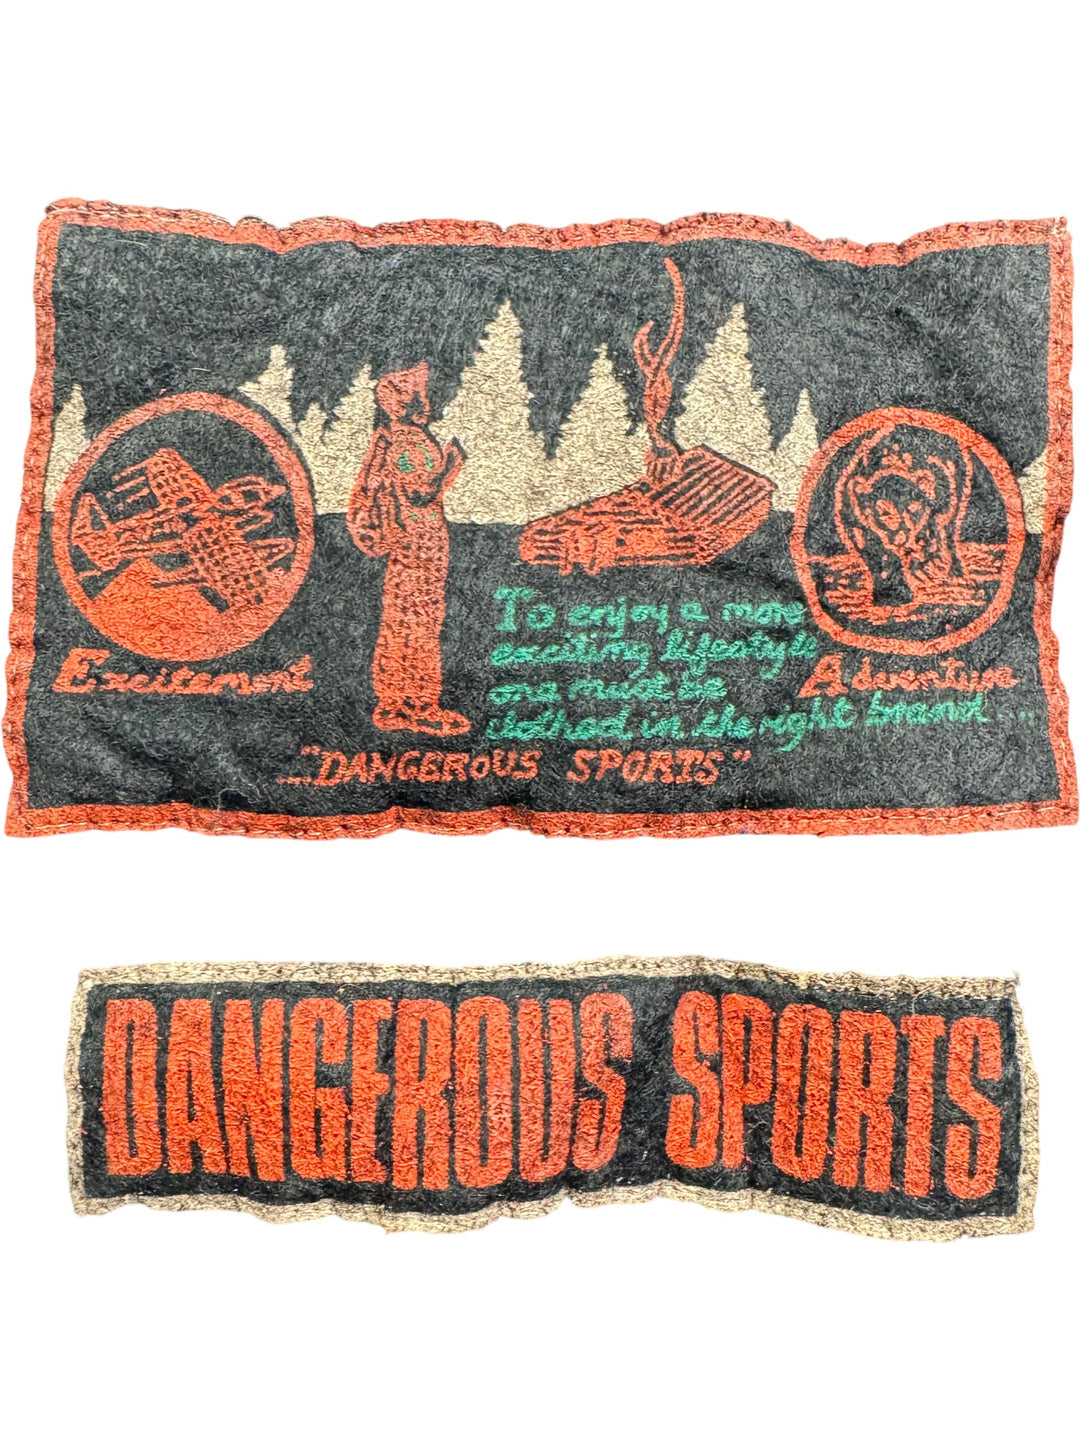 Excitement
To enjoy a more
exciting lifestyle
one must be
clothed in the right brand ...
Adventure
..."DANGEROUS SPORTS"
DANGEROUS SPORTS